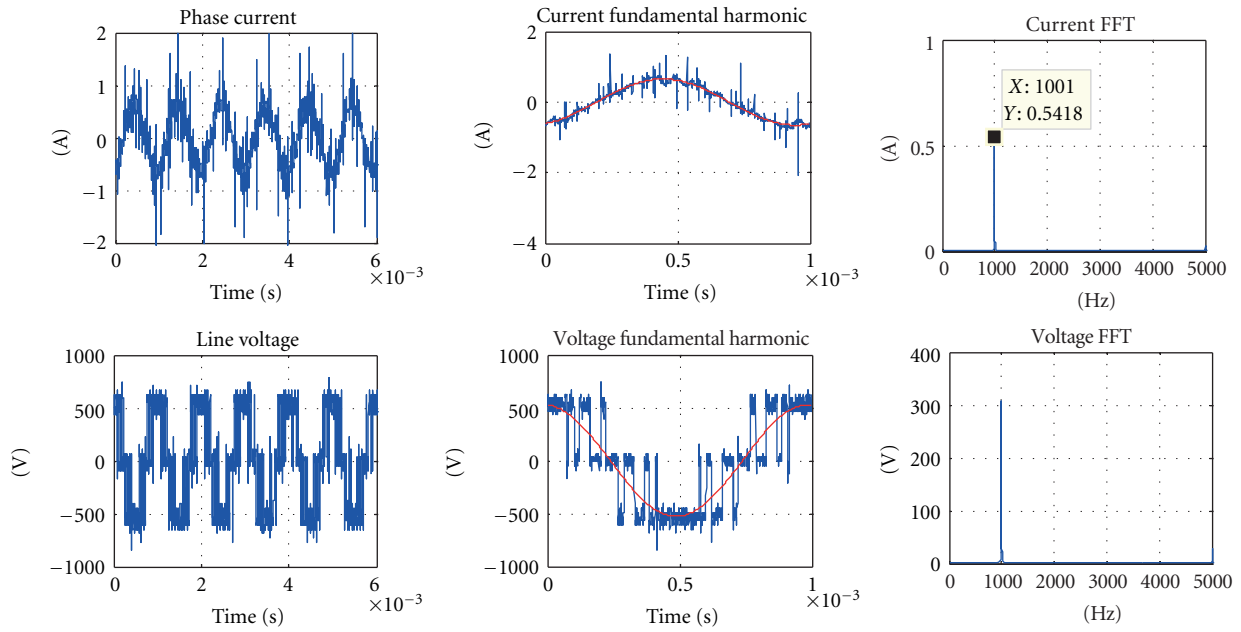 Phase current
2
1
0
−1
−2
(A)
0 2 4 6
×10−3
Time (s)
Current fundamental harmonic
2
0
−2
−4
(A)
0 0.5 1
×10−3
Time (s)
Current FFT
1
0.5
0
(A)
X: 1001
Y: 0.5418
0 1000 2000 3000 4000 5000
(Hz)
Line voltage
1000
500
0
−500
−1000
(V)
0 2 4 6
×10−3
Time (s)
Voltage fundamental harmonic
1000
500
0
−500
−1000
(V)
0 0.5 1
×10−3
Time (s)
Voltage FFT
400
300
200
100
0
(V)
0 1000 2000 3000 4000 5000
(Hz)